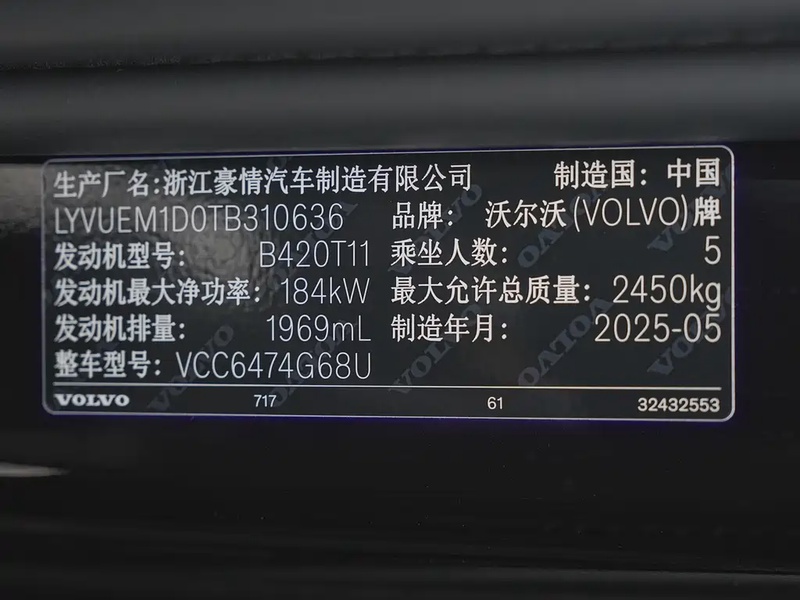 生产厂名：浙江豪情汽车制造有限公司 制造国：中国
LYVUEM1D0TB310636 品牌：沃尔沃(VOLVO)牌
发动机型号：B420T11 乘坐人数：5
发动机最大净功率：184kW 最大允许总质量：2450kg
发动机排量：1969mL 制造年月：2025-05
整车型号：VCC6474G68U
VOLVO 717 61 32432553